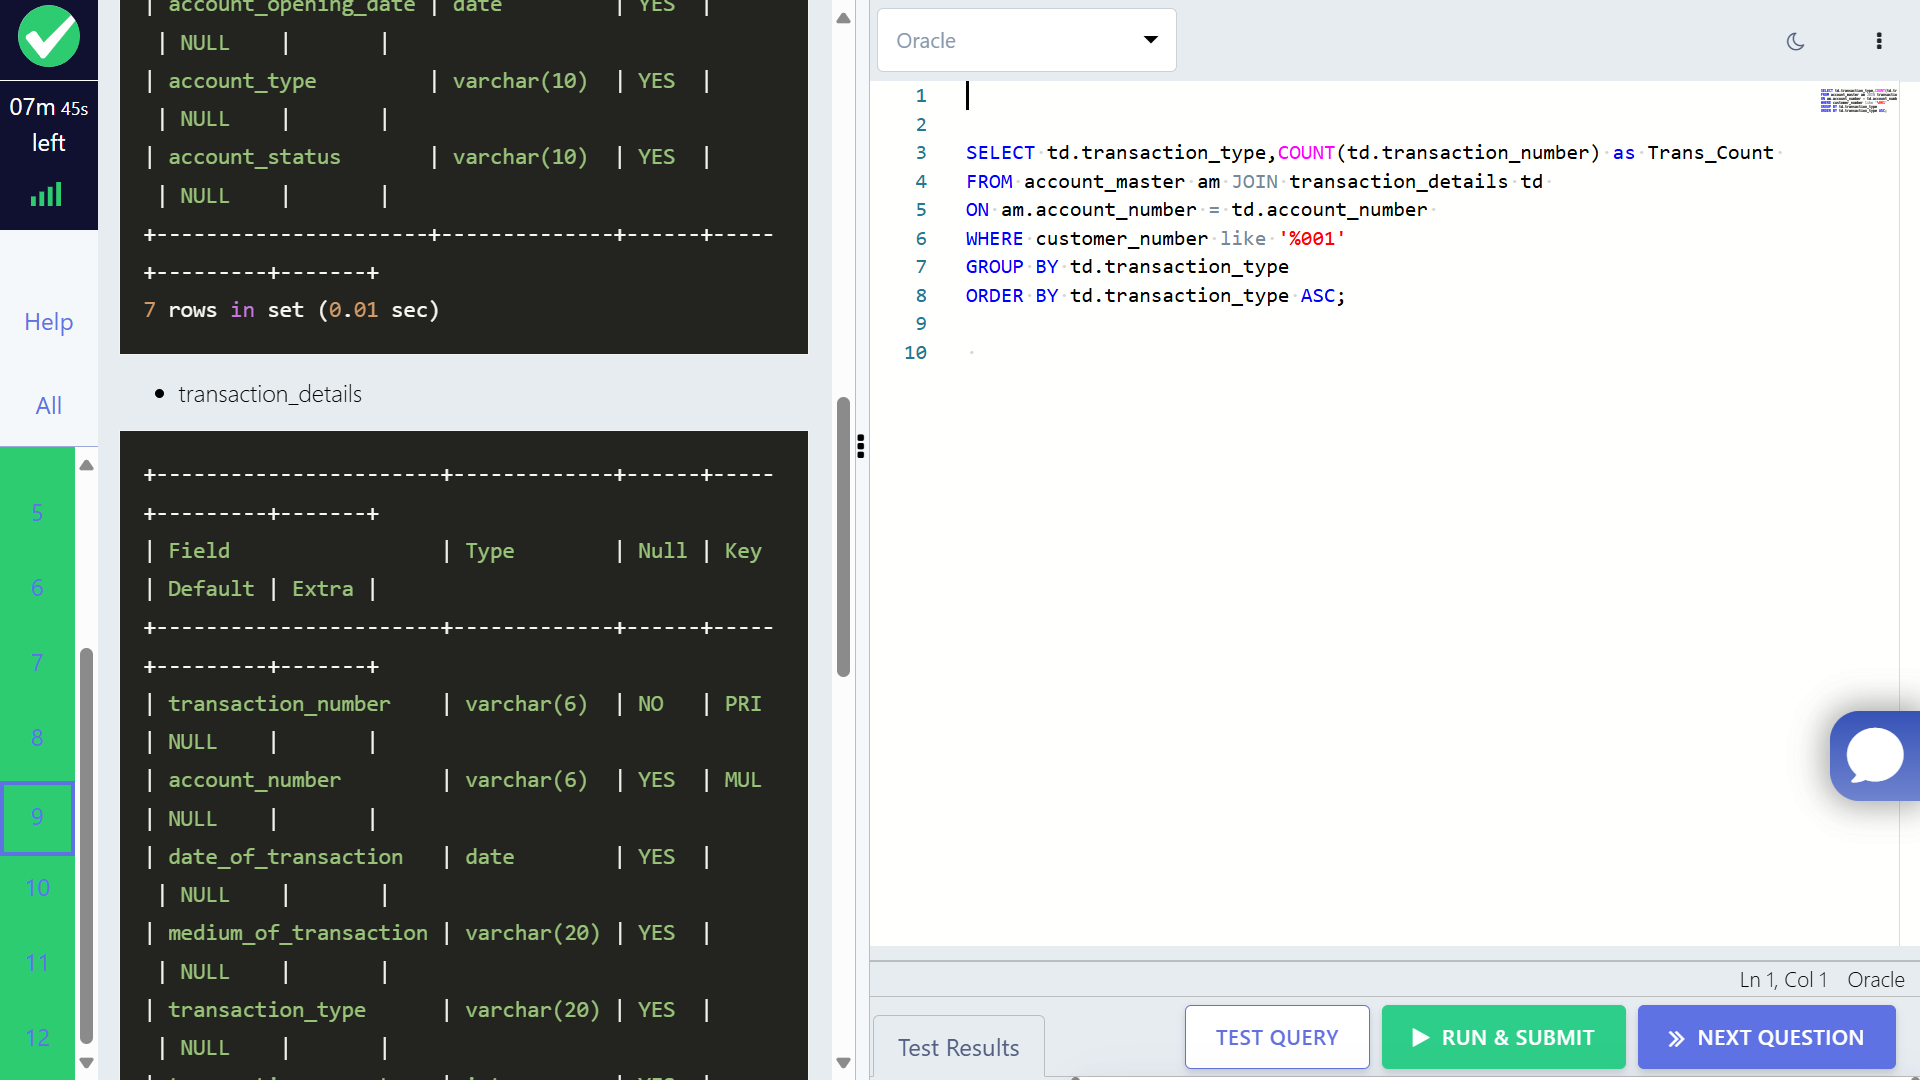 07m 45s
left
Help
All
5
6
7
8
9
10
11
12
| account_opening_date | date | YES |
| NULL | |
| account_type | varchar(10) | YES |
| NULL | |
| account_status | varchar(10) | YES |
| NULL | |
+----------------------+-------------+------+-----
+---------+-------+
7 rows in set (0.01 sec)
transaction_details
+-----------------------+-------------+------+-----
+---------+-------+
| Field | Type | Null | Key
| Default | Extra |
+-----------------------+-------------+------+-----
+---------+-------+
| transaction_number | varchar(6) | NO | PRI
| NULL | |
| account_number | varchar(6) | YES | MUL
| NULL | |
| date_of_transaction | date | YES |
| NULL | |
| medium_of_transaction | varchar(20) | YES |
| NULL | |
| transaction_type | varchar(20) | YES |
| NULL | |
Oracle
1
2
3 SELECT td.transaction_type,COUNT(td.transaction_number) as Trans_Count
4 FROM account_master am JOIN transaction_details td
5 ON am.account_number = td.account_number
6 WHERE customer_number like '%001'
7 GROUP BY td.transaction_type
8 ORDER BY td.transaction_type ASC;
9
10
Ln 1, Col 1 Oracle
Test Results
TEST QUERY
RUN & SUBMIT
NEXT QUESTION